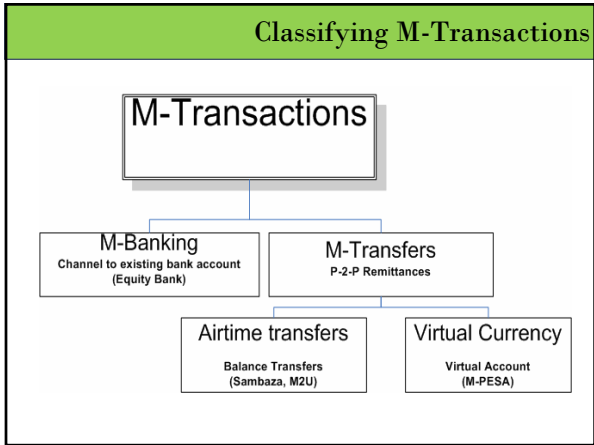 Classifying M-Transactions
M-Transactions
M-Banking
Channel to existing bank account
(Equity Bank)
M-Transfers
P-2-P Remittances
Airtime transfers
Balance Transfers
(Sambaza, M2U)
Virtual Currency
Virtual Account
(M-PESA)